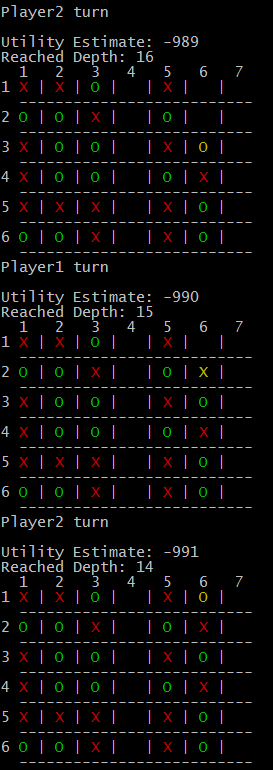 Player2 turn
Utility Estimate: -989
Reached Depth: 16
1 2 3 4 5 6 7
1 X | X | O |   | X |   |
---------------------------
2 O | O | X |   | O |   |
---------------------------
3 X | O | O |   | X | O |
---------------------------
4 X | O | O |   | O | X |
---------------------------
5 X | X | X |   | X | O |
---------------------------
6 O | O | X |   | X | O |
---------------------------
Player1 turn
Utility Estimate: -990
Reached Depth: 15
1 2 3 4 5 6 7
1 X | X | O |   | X |   |
---------------------------
2 O | O | X |   | O | X |
---------------------------
3 X | O | O |   | X | O |
---------------------------
4 X | O | O |   | O | X |
---------------------------
5 X | X | X |   | X | O |
---------------------------
6 O | O | X |   | X | O |
---------------------------
Player2 turn
Utility Estimate: -991
Reached Depth: 14
1 2 3 4 5 6 7
1 X | X | O |   | X | O |
---------------------------
2 O | O | X |   | O | X |
---------------------------
3 X | O | O |   | X | O |
---------------------------
4 X | O | O |   | O | X |
---------------------------
5 X | X | X |   | X | O |
---------------------------
6 O | O | X |   | X | O |
---------------------------